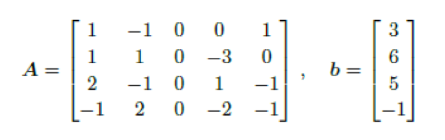 A = [ 1 -1 0 0 1 ; 1 1 0 -3 0 ; 2 -1 0 1 -1 ; -1 2 0 -2 -1 ] , b = [ 3 ; 6 ; 5 ; -1 ]